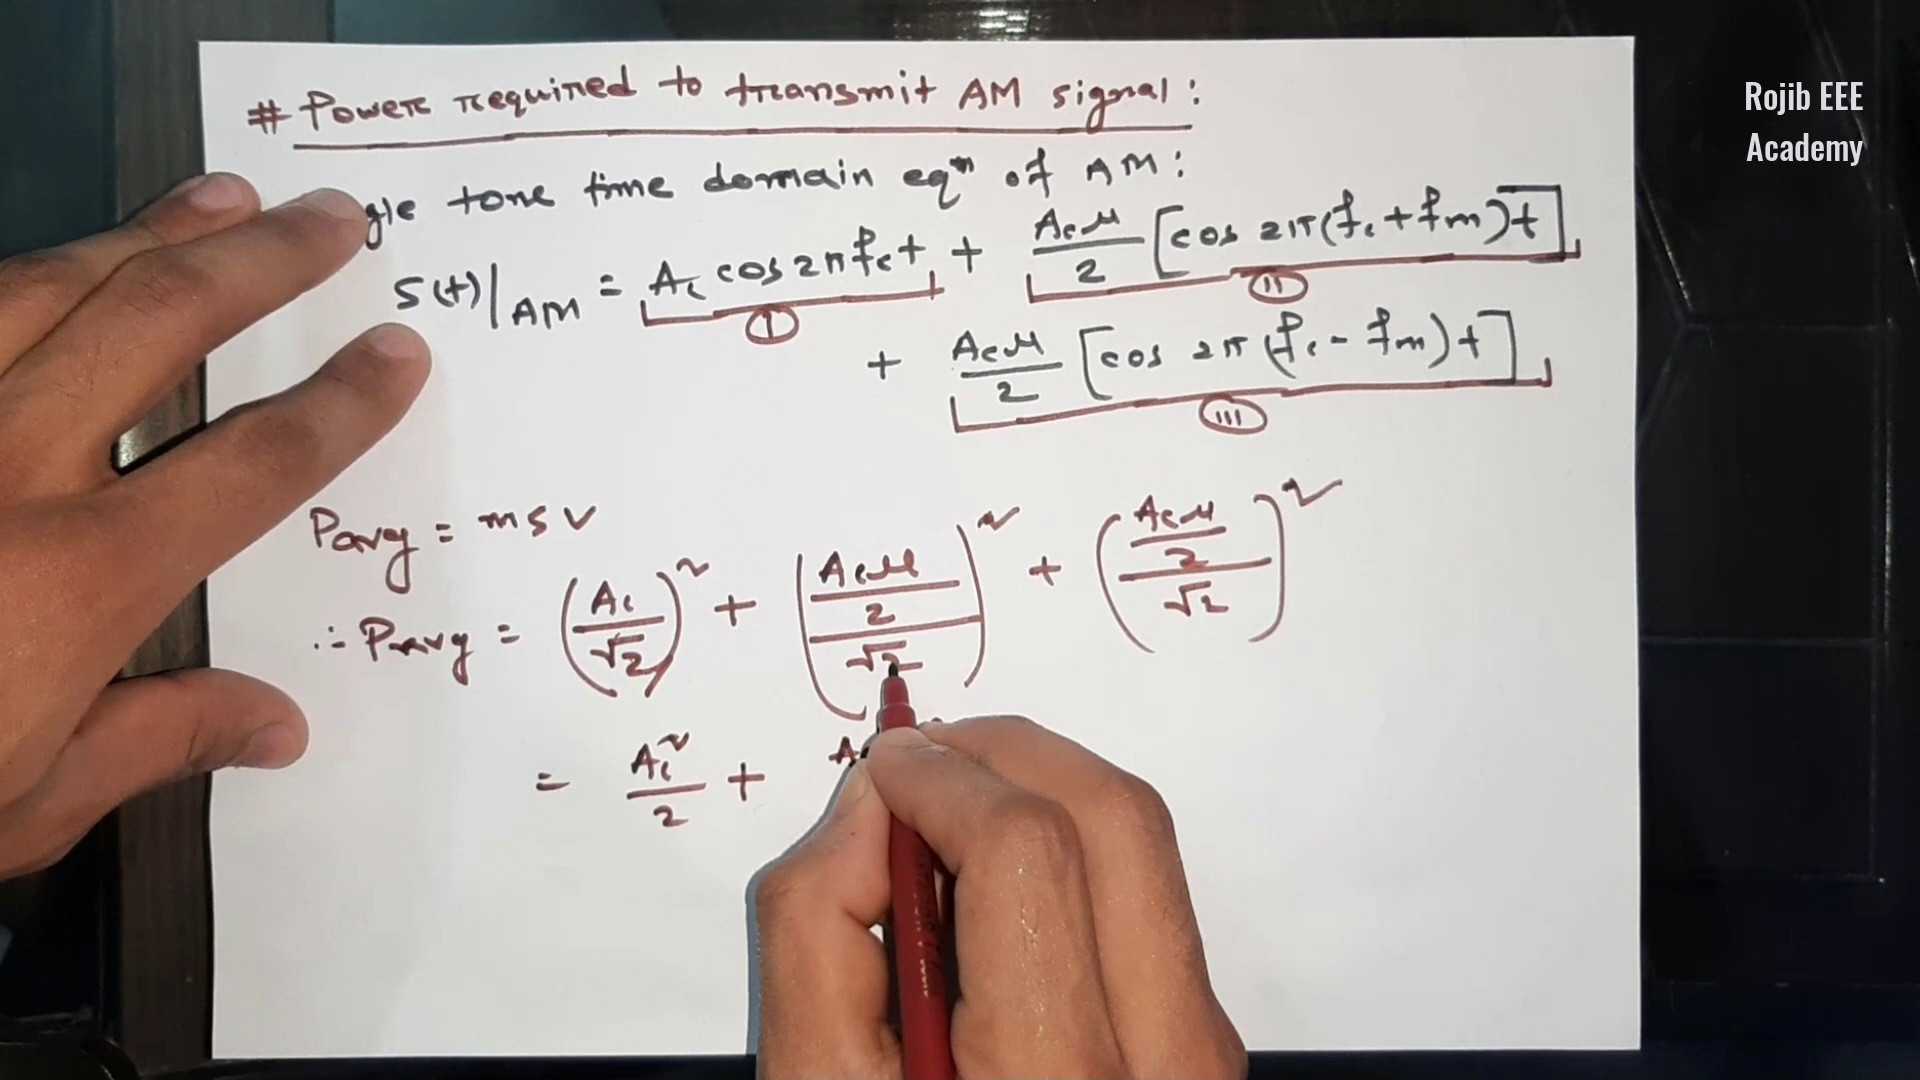 # Power required to transmit AM signal:
Rojib EEE
Academy
gle tone time domain eqⁿ of AM:
S(t)|AM = Ac cos 2πfct + Acμ/2 [cos 2π(fc+fm)t]
I II
+ Acμ/2 [cos 2π(fc-fm)t]
III
Pavg = msv
∴ Pavg = (Ac/√2)² + ((Acμ/2)/√2)² + ((Acμ/2)/√2)²
= Ac²/2 + A